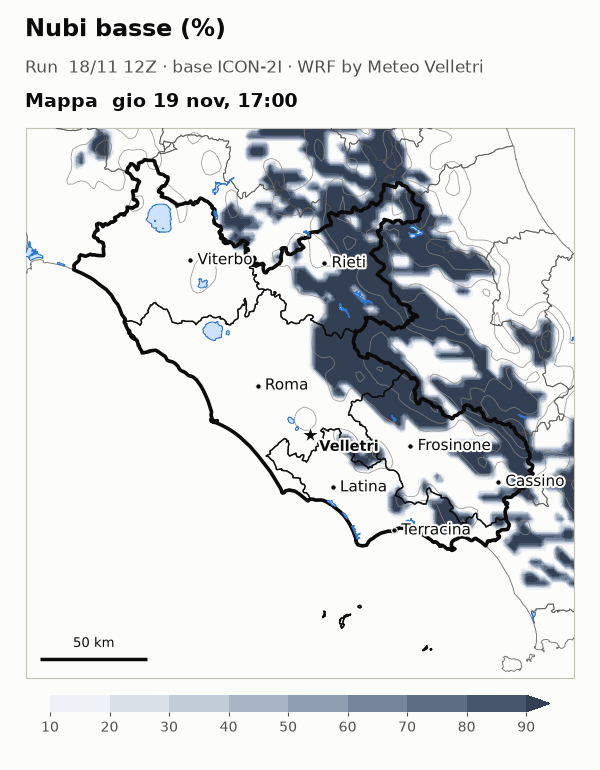 Nubi basse (%)
Run  18/11 12Z · base ICON-2I · WRF by Meteo Velletri
Mappa  gio 19 nov, 17:00
Viterbo
Rieti
Roma
Velletri
Frosinone
Cassino
Latina
Terracina
50 km
10 20 30 40 50 60 70 80 90